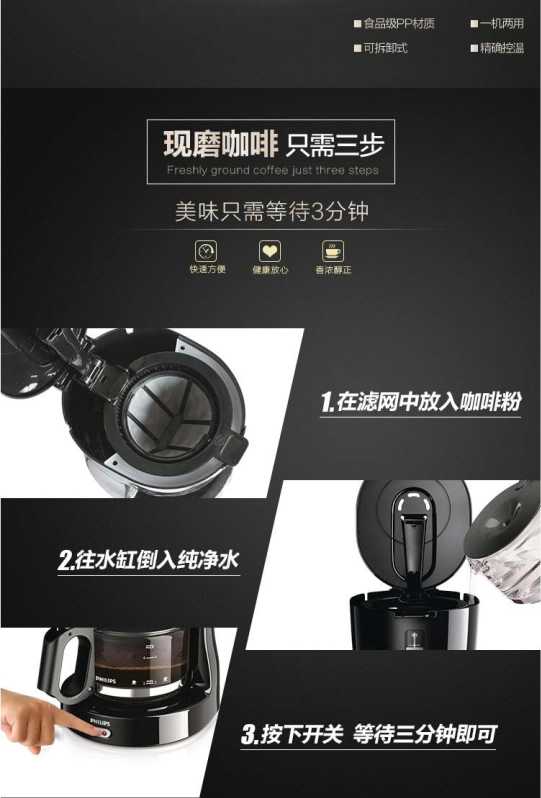 ■ 食品级PP材质 ■ 一机两用
■ 可拆卸式 ■ 精确控温
现磨咖啡 只需三步
Freshly ground coffee just three steps
美味只需等待3分钟
快速方便 健康放心 香浓醇正
1.在滤网中放入咖啡粉
2.往水缸倒入纯净水
PHILIPS
PHILIPS
3.按下开关 等待三分钟即可